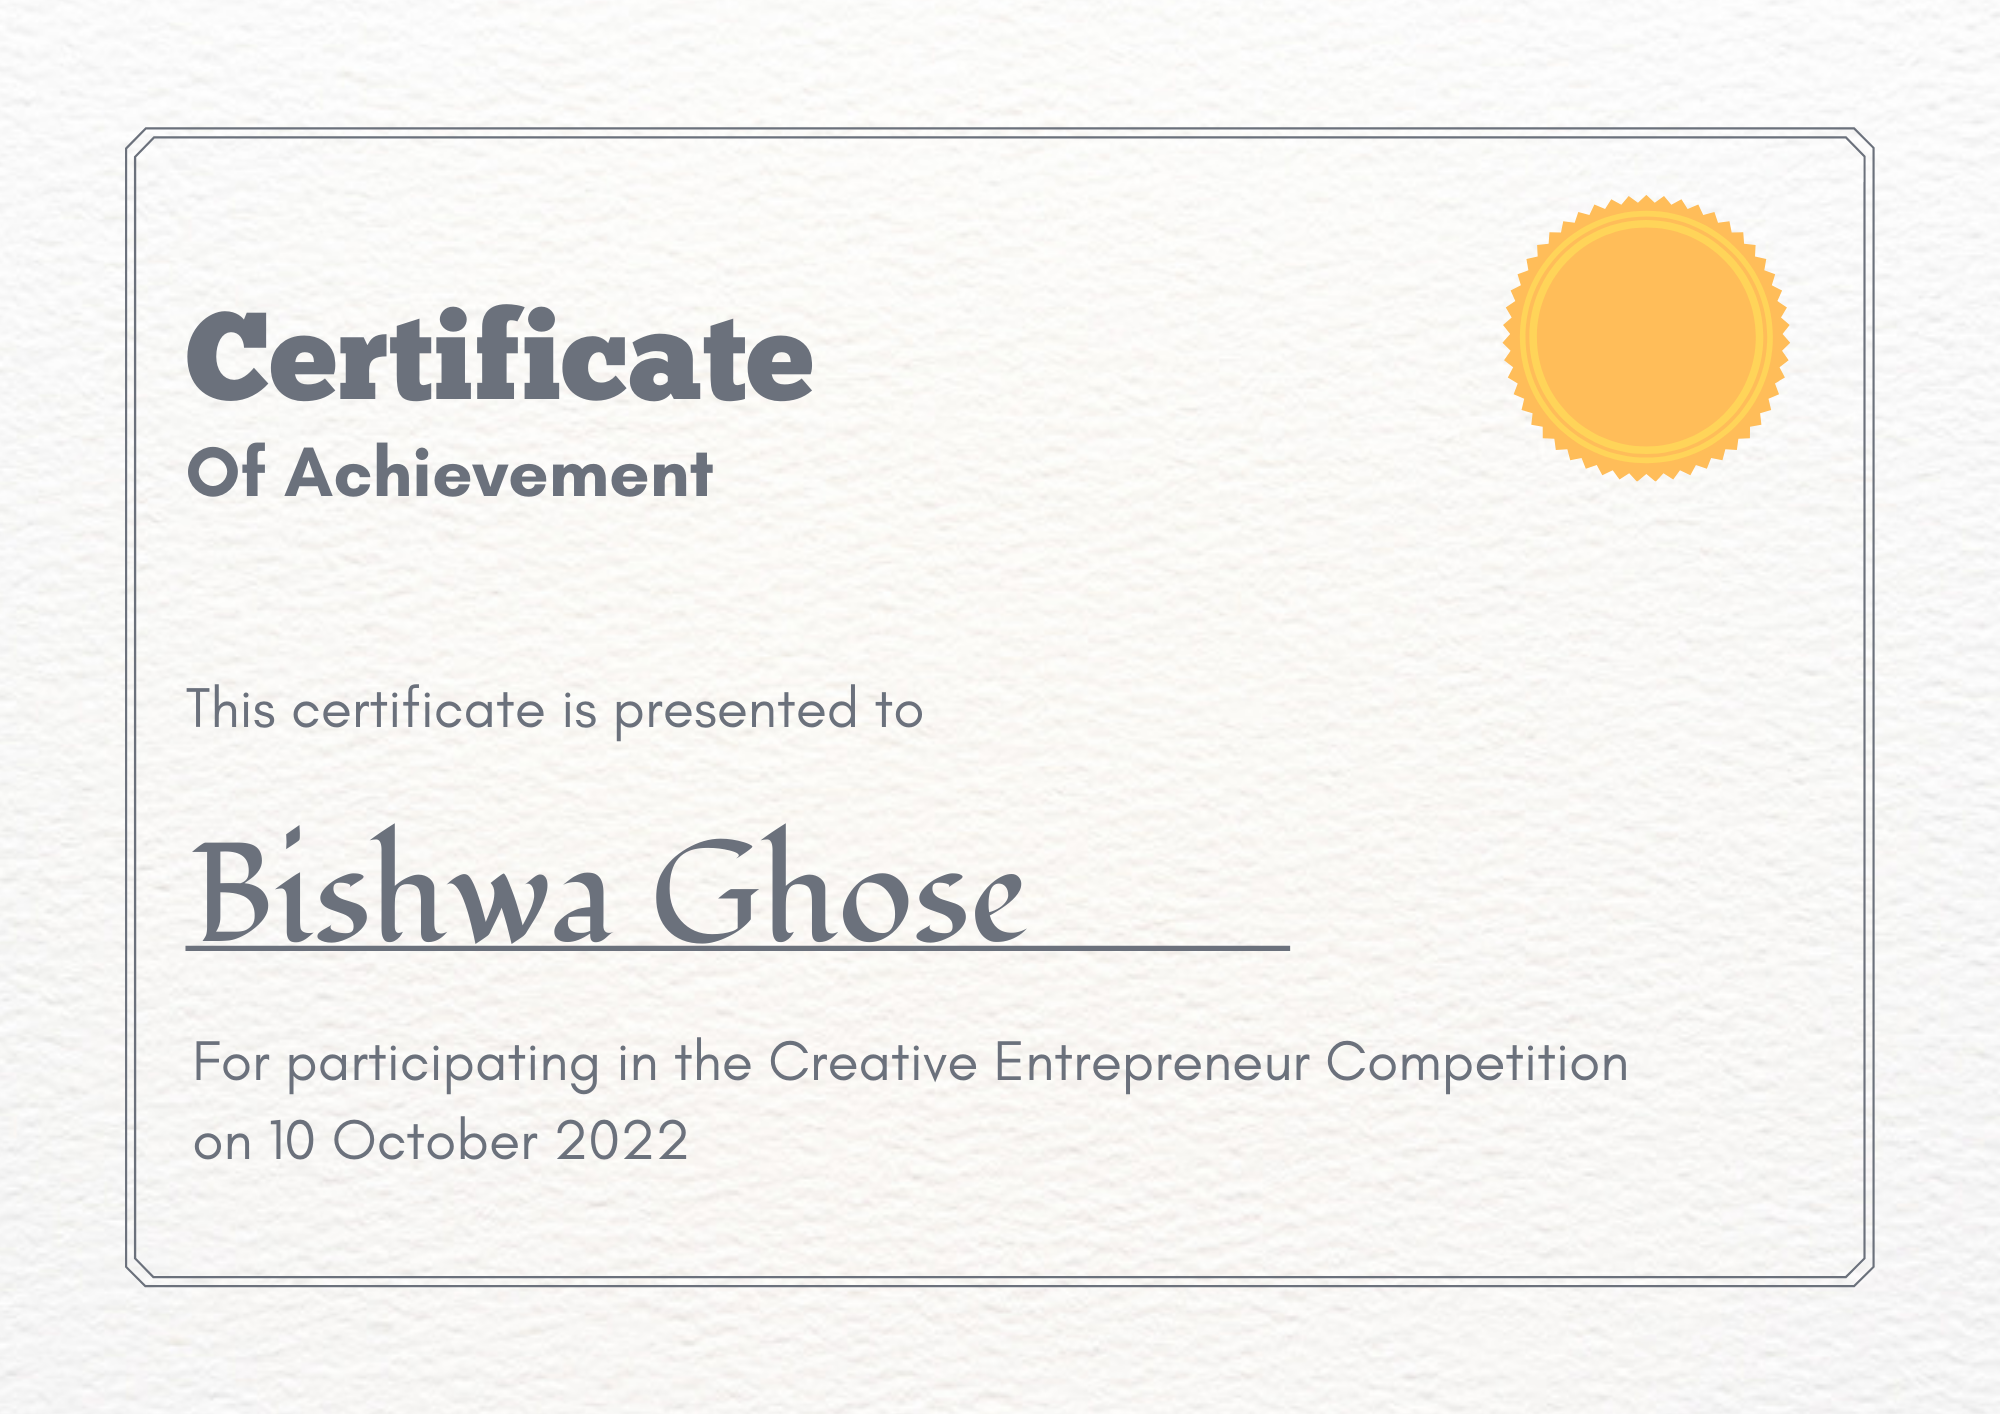 Certificate
Of Achievement
This certificate is presented to
Bishwa Ghose
For participating in the Creative Entrepreneur Competition
on 10 October 2022